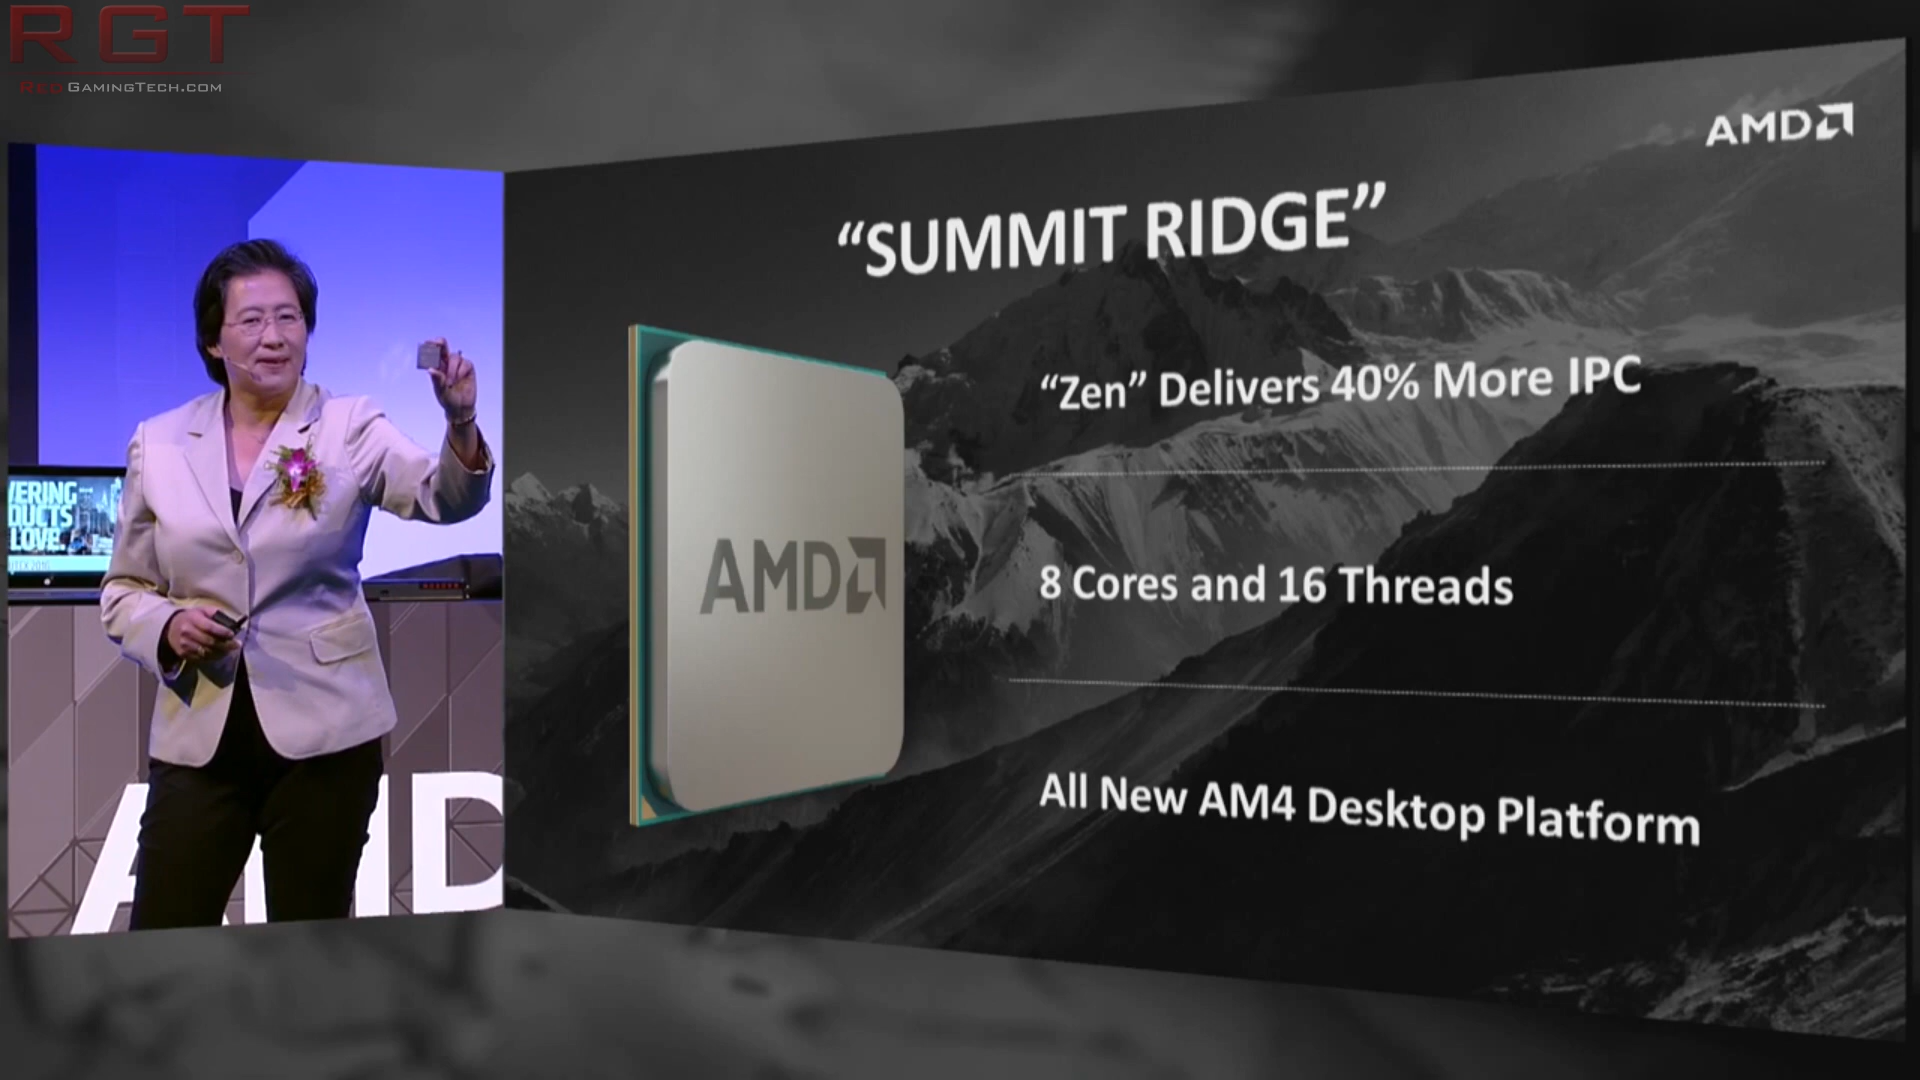 RGT
REDGAMINGTECH.COM
AMD
“SUMMIT RIDGE”
“Zen” Delivers 40% More IPC
8 Cores and 16 Threads
All New AM4 Desktop Platform
AMD
VERING
DUCTS
LOVE.
AMD